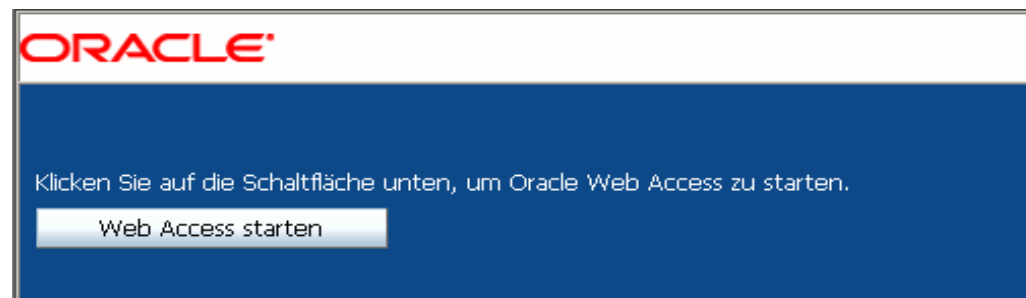 ORACLE
Klicken Sie auf die Schaltfläche unten, um Oracle Web Access zu starten.
Web Access starten